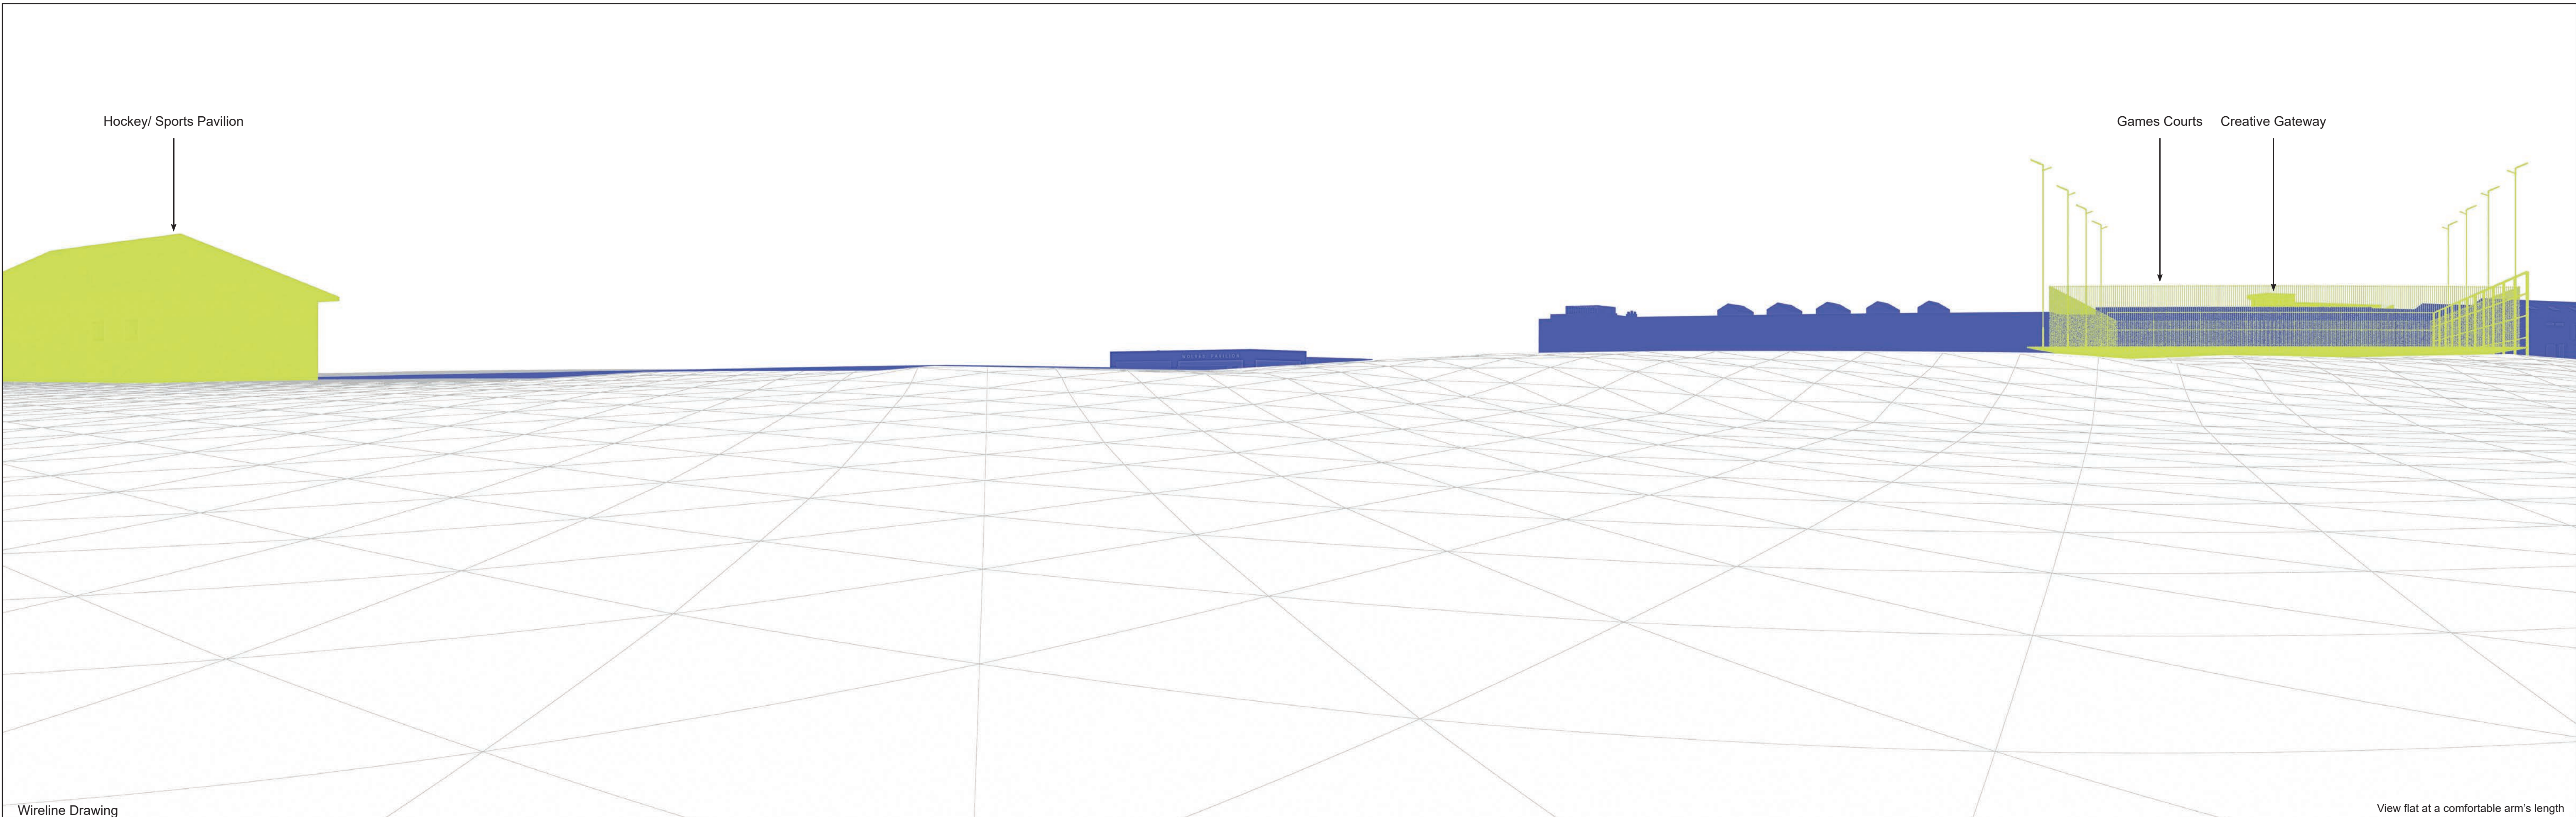 Hockey/ Sports Pavilion
Games Courts
Creative Gateway
Wireline Drawing
View flat at a comfortable arm's length